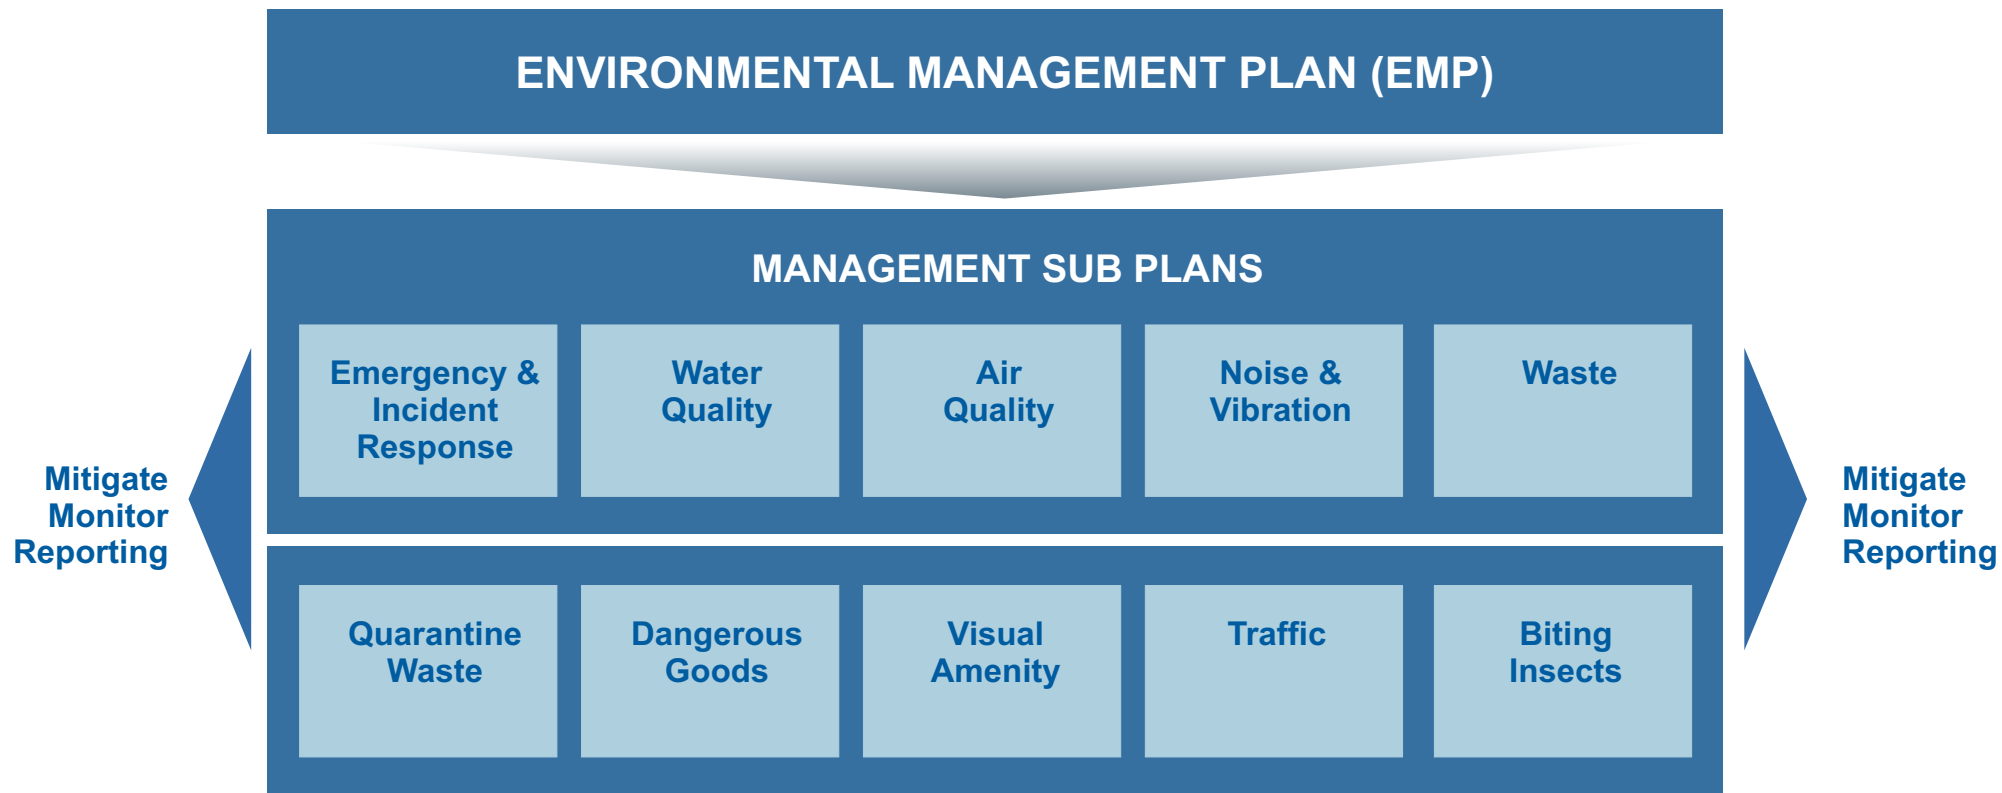 ENVIRONMENTAL MANAGEMENT PLAN (EMP)
MANAGEMENT SUB PLANS
Emergency &
Incident
Response
Water
Quality
Air
Quality
Noise &
Vibration
Waste
Mitigate
Monitor
Reporting
Mitigate
Monitor
Reporting
Quarantine
Waste
Dangerous
Goods
Visual
Amenity
Traffic
Biting
Insects